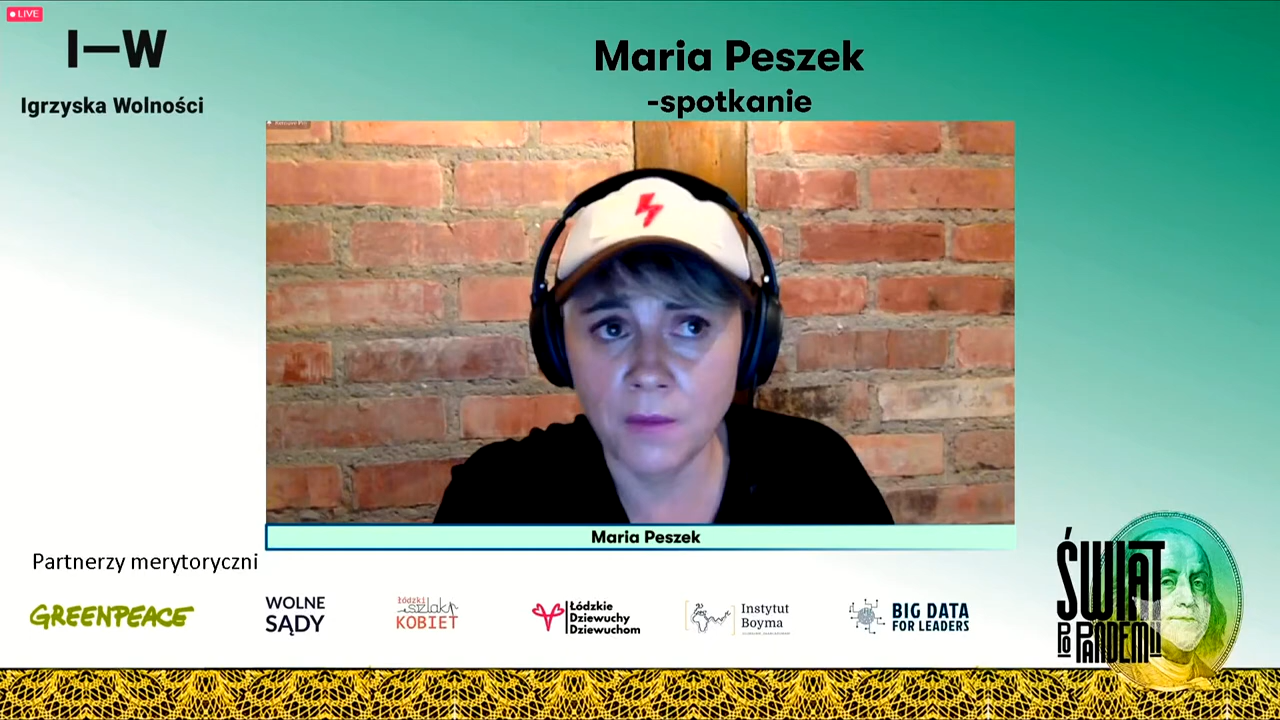 LIVE
I—W
Igrzyska Wolności
Maria Peszek
-spotkanie
Maria Peszek
Partnerzy merytoryczni
GREENPEACE
WOLNE
SĄDY
łódzki
szlak
KOBIET
Łódzkie
Dziewuchy
Dziewuchom
Instytut
Boyma
BIG DATA
FOR LEADERS
ŚWIAT
PO PANDEMII